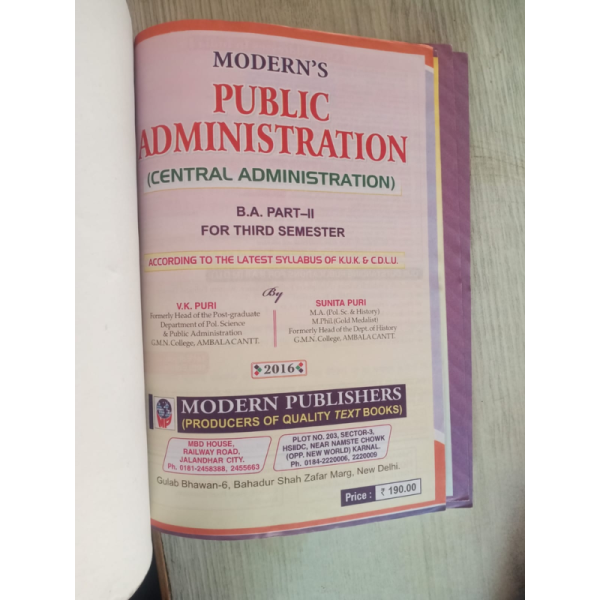 MODERN'S
PUBLIC
ADMINISTRATION
(CENTRAL ADMINISTRATION)
B.A. PART–II
FOR THIRD SEMESTER
ACCORDING TO THE LATEST SYLLABUS OF K.U.K. & C.D.L.U.
By
V.K. PURI
Formerly Head of the Post-graduate
Department of Pol. Science
& Public Administration
G.M.N. College, AMBALA CANTT.
SUNITA PURI
M.A. (Pol. Sc. & History)
M.Phil.(Gold Medalist)
Formerly Head of the Dept. of History
G.M.N. College, AMBALA CANTT.
2016
MP
MODERN PUBLISHERS
(PRODUCERS OF QUALITY TEXT BOOKS)
MBD HOUSE,
RAILWAY ROAD,
JALANDHAR CITY.
Ph. 0181-2458388, 2455663
PLOT NO. 203, SECTOR-3,
HSIIDC, NEAR NAMSTE CHOWK
(OPP. NEW WORLD) KARNAL.
Ph. 0184-2220006, 2220009
Gulab Bhawan-6, Bahadur Shah Zafar Marg, New Delhi.
Price : ₹ 190.00